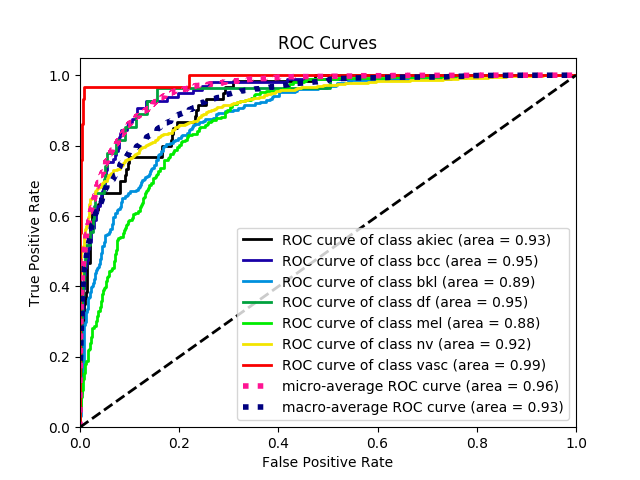 ROC Curves
True Positive Rate
1.0
0.8
0.6
0.4
0.2
0.0
ROC curve of class akiec (area = 0.93)
ROC curve of class bcc (area = 0.95)
ROC curve of class bkl (area = 0.89)
ROC curve of class df (area = 0.95)
ROC curve of class mel (area = 0.88)
ROC curve of class nv (area = 0.92)
ROC curve of class vasc (area = 0.99)
micro-average ROC curve (area = 0.96)
macro-average ROC curve (area = 0.93)
0.0 0.2 0.4 0.6 0.8 1.0
False Positive Rate